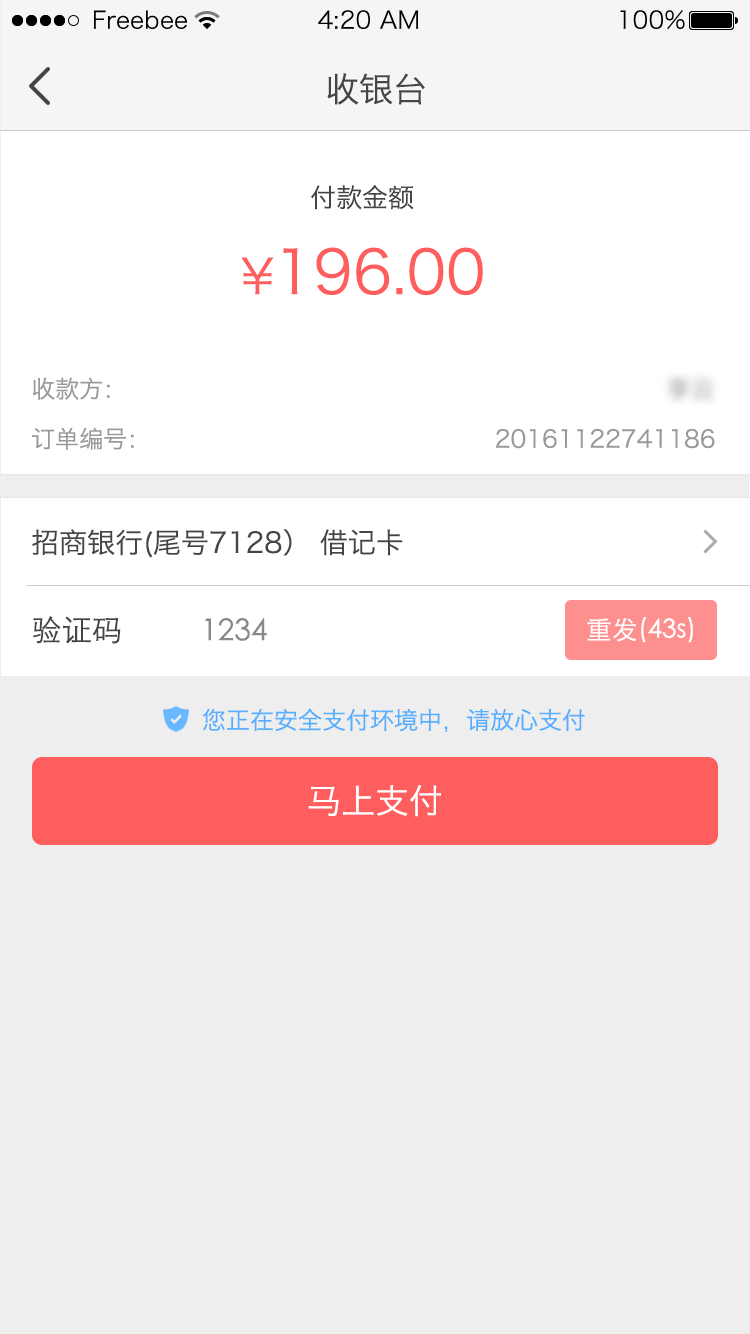 Freebee 4:20 AM 100%
收银台
付款金额
¥196.00
收款方:
订单编号: 20161122741186
招商银行(尾号7128） 借记卡
验证码 1234 重发(43s)
您正在安全支付环境中，请放心支付
马上支付